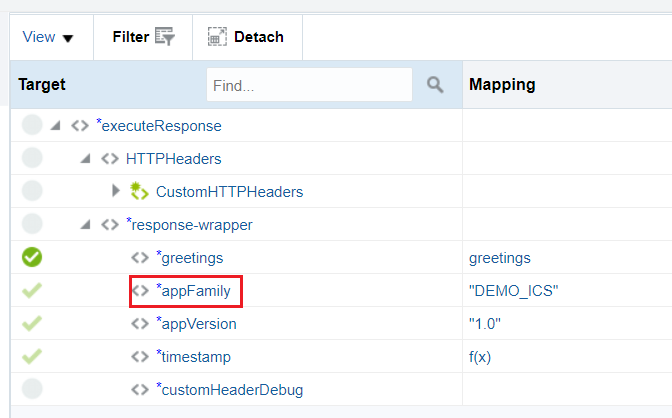 View Filter Detach
Target Find... Mapping
*executeResponse
HTTPHeaders
CustomHTTPHeaders
*response-wrapper
*greetings greetings
*appFamily "DEMO_ICS"
*appVersion "1.0"
*timestamp f(x)
*customHeaderDebug